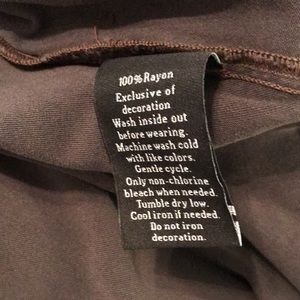 100% Rayon
Exclusive of
decoration
Wash inside out
before wearing.
Machine wash cold
with like colors.
Gentle cycle.
Only non-chlorine
bleach when needed.
Tumble dry low.
Cool iron if needed.
Do not iron
decoration.